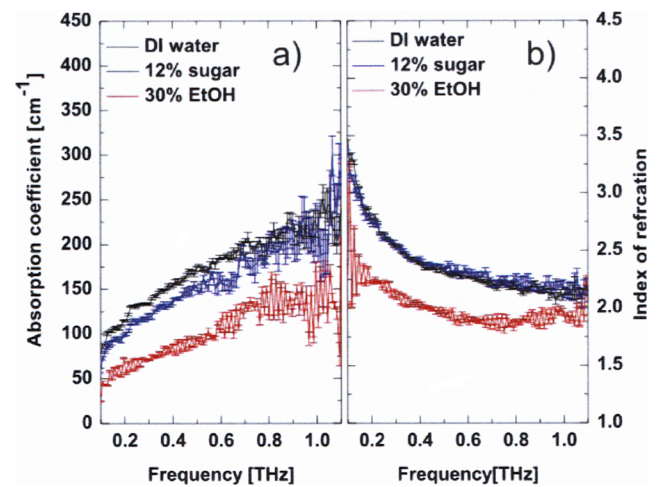 450
400
350
300
250
200
150
100
50
0
Absorption coefficient [cm⁻¹]
DI water
12% sugar
30% EtOH
a)
0.2 0.4 0.6 0.8 1.0
Frequency [THz]
DI water
12% sugar
30% EtOH
b)
0.2 0.4 0.6 0.8 1.0
Frequency[THz]
4.5
4.0
3.5
3.0
2.5
2.0
1.5
1.0
Index of refrcation